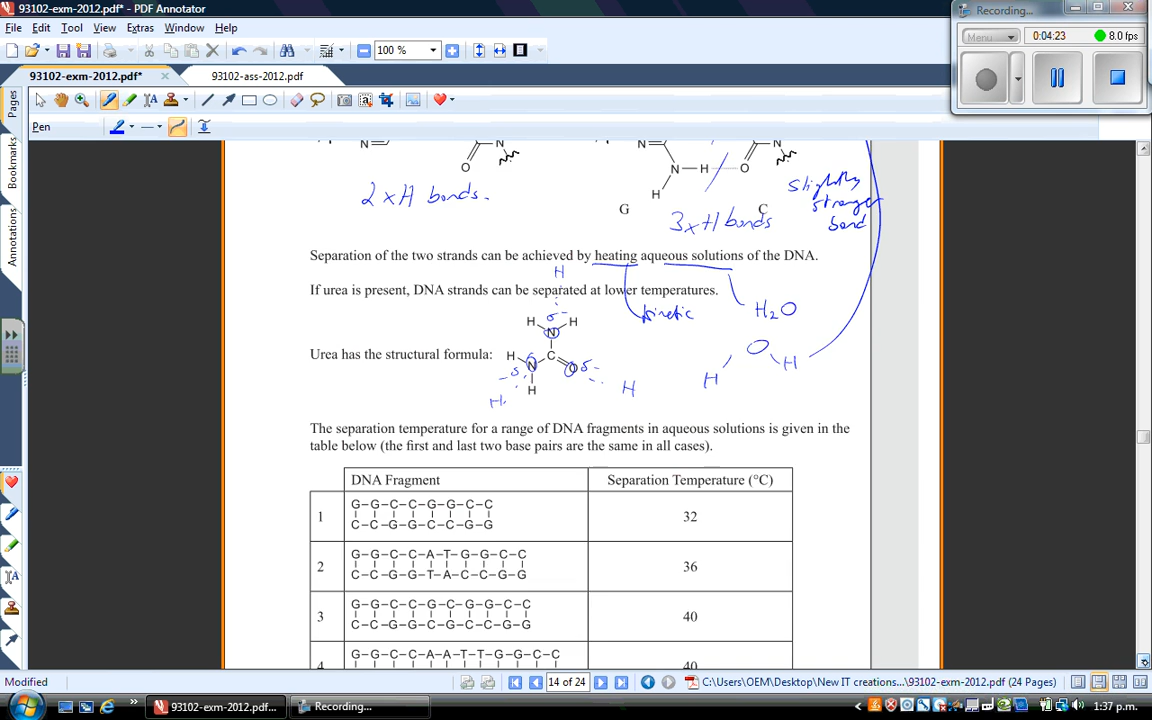 93102-exm-2012.pdf* - PDF Annotator
Recording...
File Edit Tool View Extras Window Help
Menu 0:04:23 8.0 fps
100 %
93102-exm-2012.pdf* 93102-ass-2012.pdf
Pen
Pages
Bookmarks
Annotations
N N N N
O N H O
H
G C
2 x H bonds.
3 x H bonds
slightly
stronger
bond
Separation of the two strands can be achieved by heating aqueous solutions of the DNA.
H
If urea is present, DNA strands can be separated at lower temperatures.
kinetic H2O
δ-
H H
N
Urea has the structural formula: H C O
N O δ-
δ- H H H
H H
The separation temperature for a range of DNA fragments in aqueous solutions is given in the
table below (the first and last two base pairs are the same in all cases).
DNA Fragment Separation Temperature (°C)
1 G–G–C–C–G–G–C–C 32
C–C–G–G–C–C–G–G
2 G–G–C–C–A–T–G–G–C–C 36
C–C–G–G–T–A–C–C–G–G
3 G–G–C–C–G–C–G–G–C–C 40
C–C–G–G–C–G–C–C–G–G
4 G–G–C–C–A–A–T–T–G–G–C–C 40
Modified 14 of 24 C:\Users\OEM\Desktop\New IT creations...\93102-exm-2012.pdf (24 Pages)
93102-exm-2012.pd... Recording... 1:37 p.m.